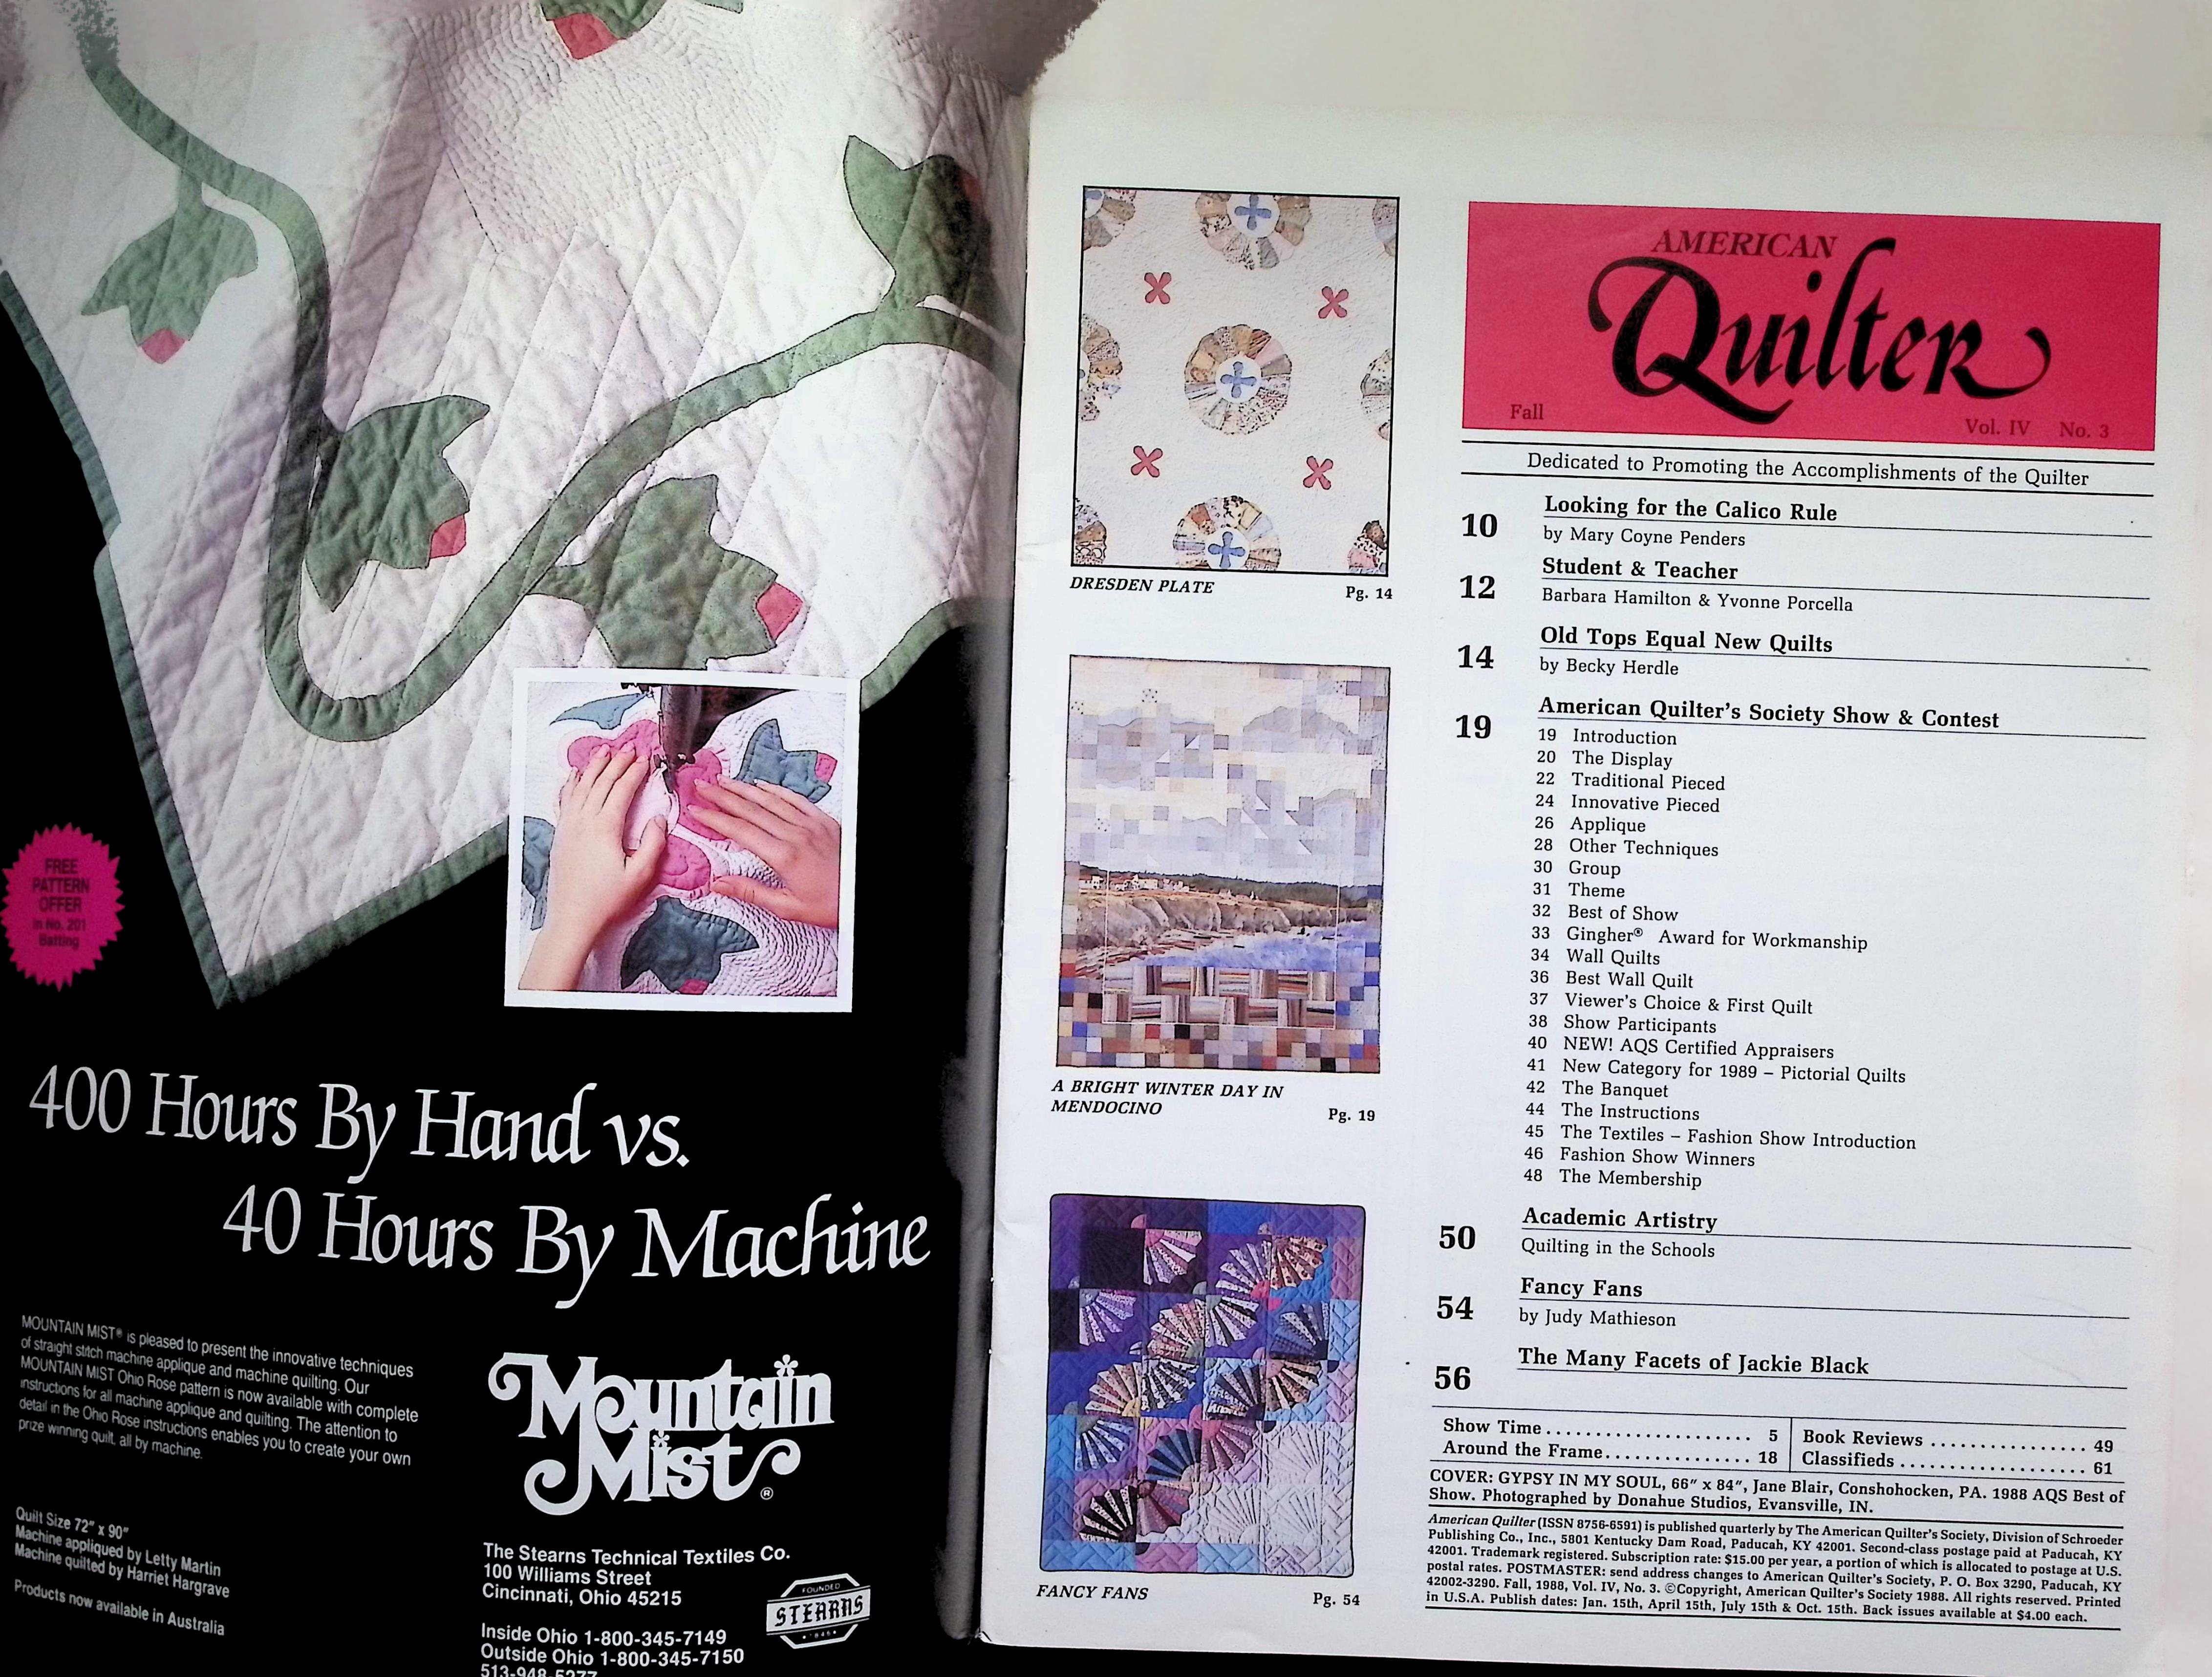 FREE
PATTERN
OFFER
in No. 201
Batting
400 Hours By Hand vs.
40 Hours By Machine
MOUNTAIN MIST® is pleased to present the innovative techniques
of straight stitch machine applique and machine quilting. Our
MOUNTAIN MIST Ohio Rose pattern is now available with complete
instructions for all machine applique and quilting. The attention to
detail in the Ohio Rose instructions enables you to create your own
prize winning quilt, all by machine.
Quilt Size 72″ x 90″
Machine appliqued by Letty Martin
Machine quilted by Harriet Hargrave
Products now available in Australia
Mountain
Mist®
The Stearns Technical Textiles Co.
100 Williams Street
Cincinnati, Ohio 45215
Inside Ohio 1-800-345-7149
Outside Ohio 1-800-345-7150
513-948-5277
FOUNDED
STEARNS
1846
DRESDEN PLATE Pg. 14
A BRIGHT WINTER DAY IN
MENDOCINO Pg. 19
FANCY FANS Pg. 54
AMERICAN
Quilter
Fall Vol. IV No. 3
Dedicated to Promoting the Accomplishments of the Quilter
10 Looking for the Calico Rule
by Mary Coyne Penders
12 Student & Teacher
Barbara Hamilton & Yvonne Porcella
14 Old Tops Equal New Quilts
by Becky Herdle
19 American Quilter's Society Show & Contest
19 Introduction
20 The Display
22 Traditional Pieced
24 Innovative Pieced
26 Applique
28 Other Techniques
30 Group
31 Theme
32 Best of Show
33 Gingher® Award for Workmanship
34 Wall Quilts
36 Best Wall Quilt
37 Viewer's Choice & First Quilt
38 Show Participants
40 NEW! AQS Certified Appraisers
41 New Category for 1989 – Pictorial Quilts
42 The Banquet
44 The Instructions
45 The Textiles – Fashion Show Introduction
46 Fashion Show Winners
48 The Membership
50 Academic Artistry
Quilting in the Schools
54 Fancy Fans
by Judy Mathieson
56 The Many Facets of Jackie Black
Show Time .................... 5
Around the Frame............... 18
Book Reviews ................ 49
Classifieds ................... 61
COVER: GYPSY IN MY SOUL, 66″ x 84″, Jane Blair, Conshohocken, PA. 1988 AQS Best of
Show. Photographed by Donahue Studios, Evansville, IN.
American Quilter (ISSN 8756-6591) is published quarterly by The American Quilter's Society, Division of Schroeder
Publishing Co., Inc., 5801 Kentucky Dam Road, Paducah, KY 42001. Second-class postage paid at Paducah, KY
42001. Trademark registered. Subscription rate: $15.00 per year, a portion of which is allocated to postage at U.S.
postal rates. POSTMASTER: send address changes to American Quilter's Society, P. O. Box 3290, Paducah, KY
42002-3290. Fall, 1988, Vol. IV, No. 3. ©Copyright, American Quilter's Society 1988. All rights reserved. Printed
in U.S.A. Publish dates: Jan. 15th, April 15th, July 15th & Oct. 15th. Back issues available at $4.00 each.